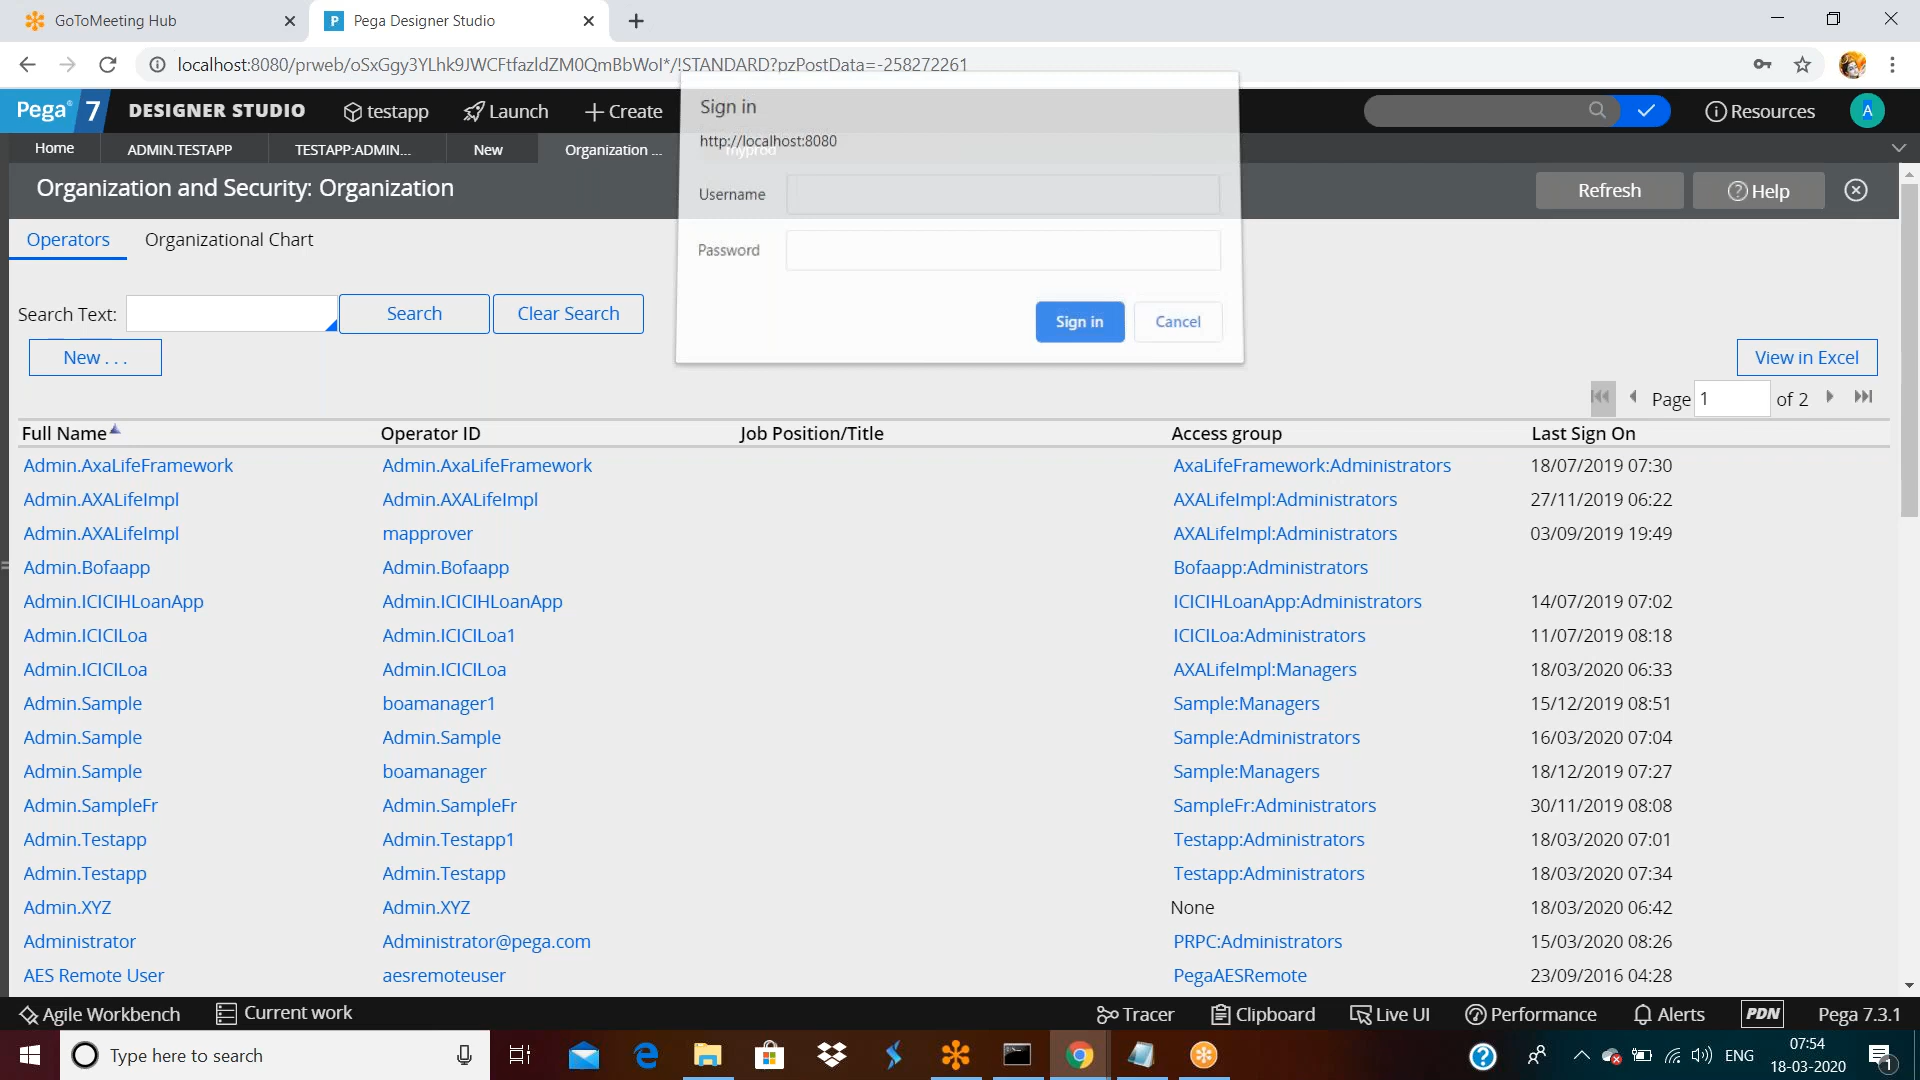 GoToMeeting Hub
Pega Designer Studio
localhost:8080/prweb/oSxGgy3YLhk9JWCFtfazldZM0QmBbWoI*/!STANDARD?pzPostData=-258272261
Pega 7 DESIGNER STUDIO testapp Launch Create Resources A
Home ADMIN.TESTAPP TESTAPP:ADMIN... New Organization ... myprod
Sign in
http://localhost:8080
Username
Password
Sign in Cancel
Organization and Security: Organization Refresh Help
Operators Organizational Chart
Search Text: Search Clear Search
New . . . View in Excel
Page 1 of 2
Full Name Operator ID Job Position/Title Access group Last Sign On
Admin.AxaLifeFramework Admin.AxaLifeFramework AxaLifeFramework:Administrators 18/07/2019 07:30
Admin.AXALifeImpl Admin.AXALifeImpl AXALifeImpl:Administrators 27/11/2019 06:22
Admin.AXALifeImpl mapprover AXALifeImpl:Administrators 03/09/2019 19:49
Admin.Bofaapp Admin.Bofaapp Bofaapp:Administrators
Admin.ICICIHLoanApp Admin.ICICIHLoanApp ICICIHLoanApp:Administrators 14/07/2019 07:02
Admin.ICICILoa Admin.ICICILoa1 ICICILoa:Administrators 11/07/2019 08:18
Admin.ICICILoa Admin.ICICILoa AXALifeImpl:Managers 18/03/2020 06:33
Admin.Sample boamanager1 Sample:Managers 15/12/2019 08:51
Admin.Sample Admin.Sample Sample:Administrators 16/03/2020 07:04
Admin.Sample boamanager Sample:Managers 18/12/2019 07:27
Admin.SampleFr Admin.SampleFr SampleFr:Administrators 30/11/2019 08:08
Admin.Testapp Admin.Testapp1 Testapp:Administrators 18/03/2020 07:01
Admin.Testapp Admin.Testapp Testapp:Administrators 18/03/2020 07:34
Admin.XYZ Admin.XYZ None 18/03/2020 06:42
Administrator Administrator@pega.com PRPC:Administrators 15/03/2020 08:26
AES Remote User aesremoteuser PegaAESRemote 23/09/2016 04:28
Agile Workbench Current work Tracer Clipboard Live UI Performance Alerts PDN Pega 7.3.1
Type here to search ENG 07:54
18-03-2020 1